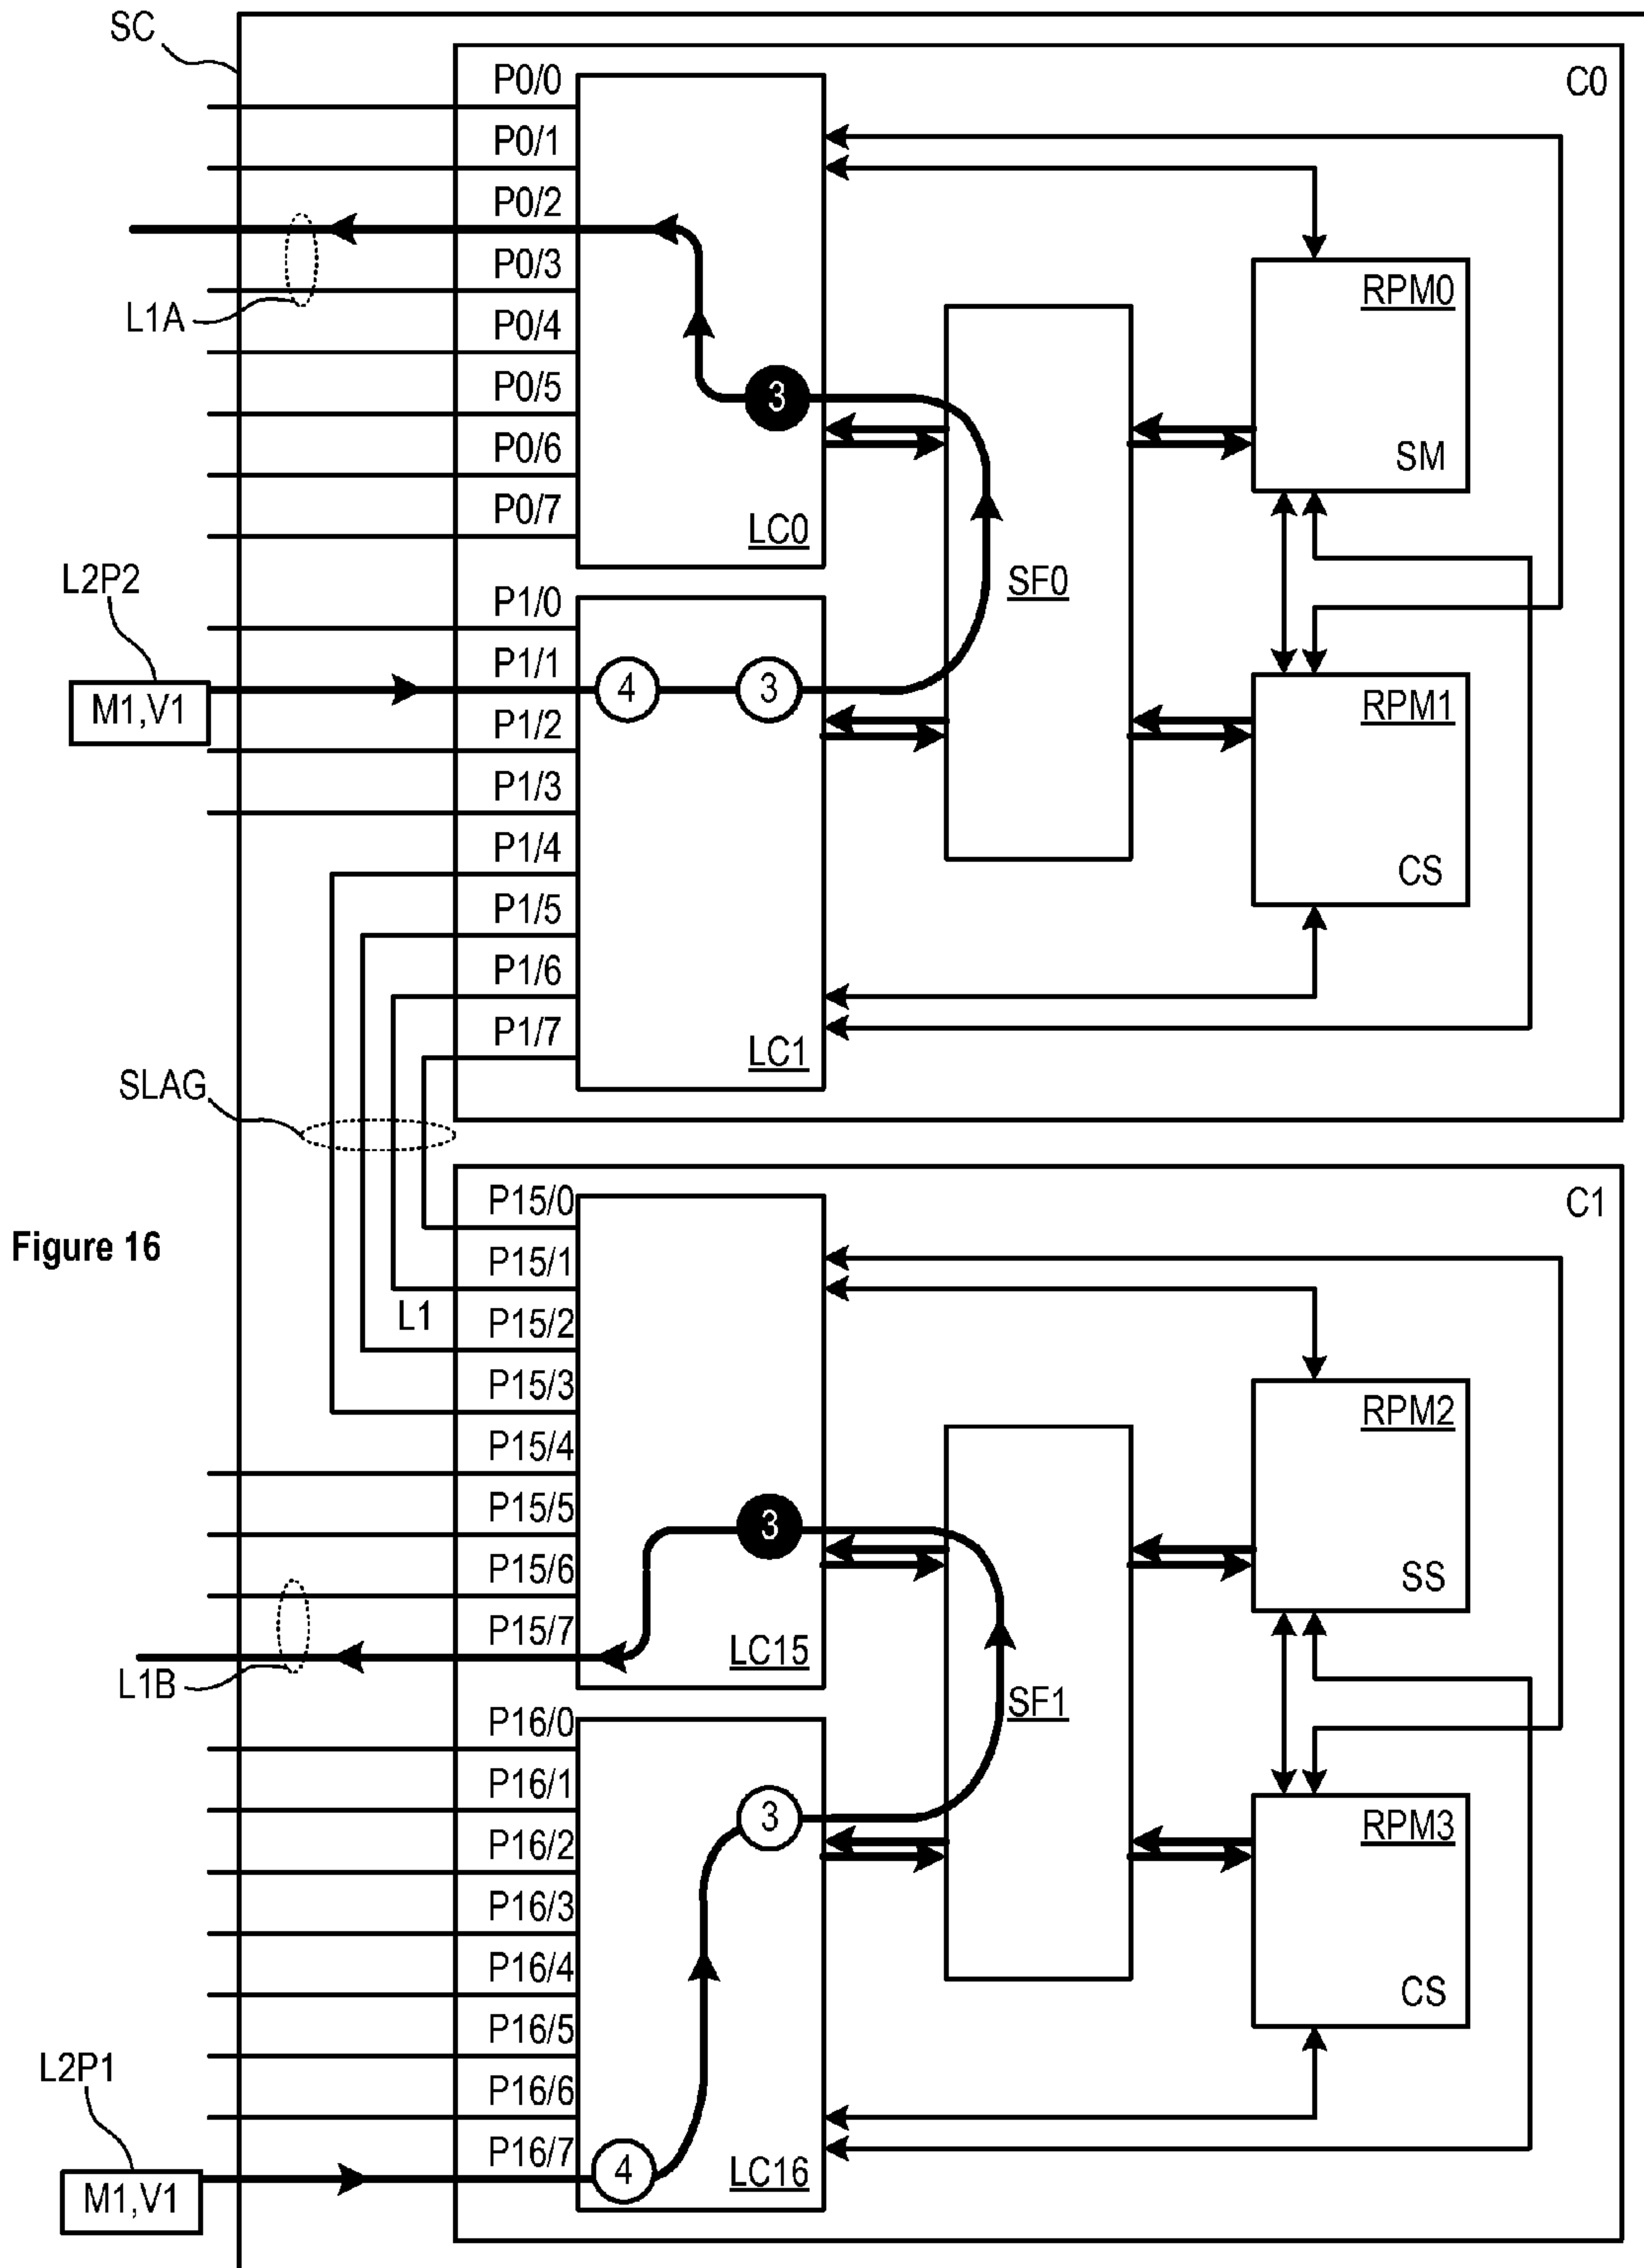 SC
C0
P0/0
P0/1
P0/2
P0/3
L1A
P0/4
P0/5
P0/6
P0/7
3
LC0
RPM0
SM
SF0
L2P2
M1,V1
P1/0
P1/1
4
3
P1/2
P1/3
P1/4
P1/5
P1/6
P1/7
LC1
RPM1
CS
SLAG
Figure 16
C1
P15/0
P15/1
L1
P15/2
P15/3
P15/4
P15/5
P15/6
P15/7
3
LC15
L1B
RPM2
SS
SF1
P16/0
P16/1
P16/2
P16/3
P16/4
P16/5
P16/6
P16/7
3
4
LC16
RPM3
CS
L2P1
M1,V1